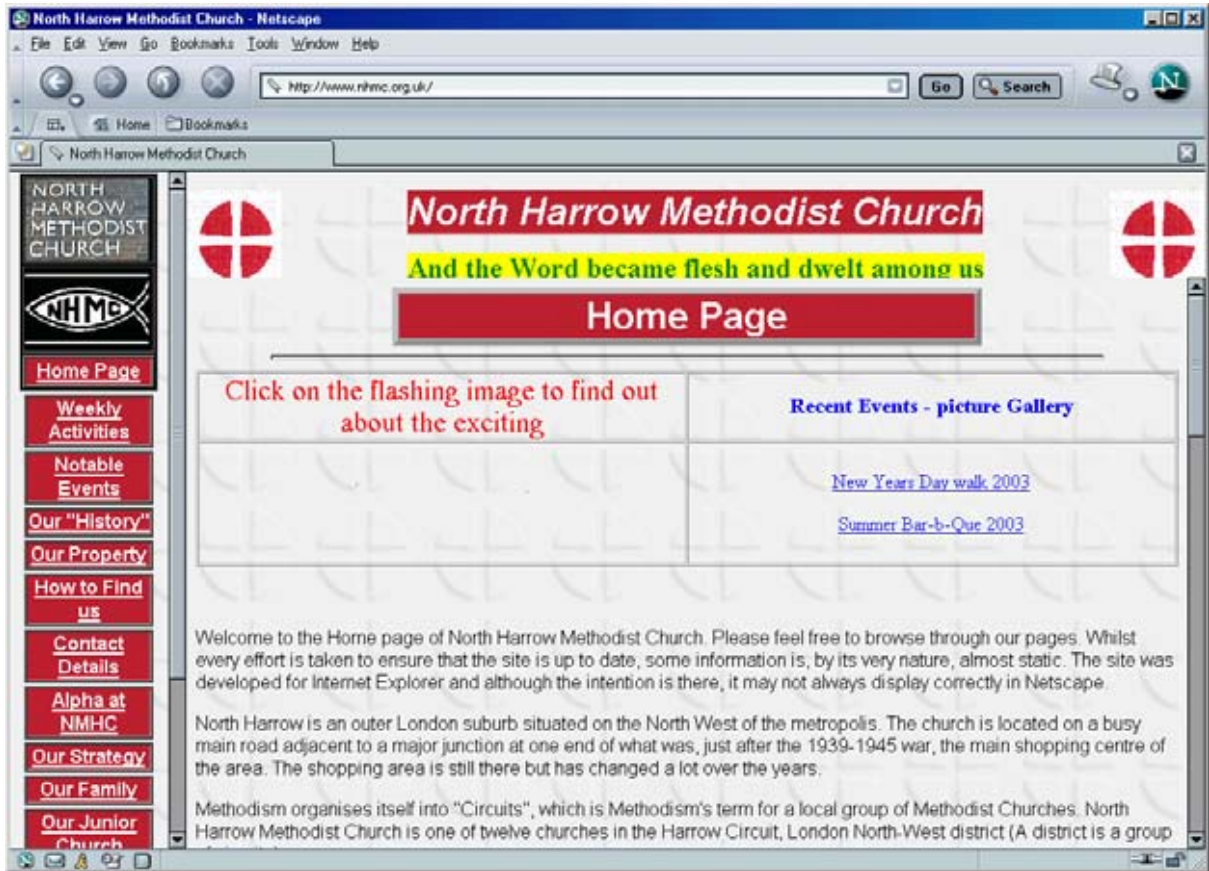 North Harrow Methodist Church - Netscape
File Edit View Go Bookmarks Tools Window Help
http://www.nhmc.org.uk/
Go
Search
N
Home
Bookmarks
North Harrow Methodist Church
NORTH
HARROW
METHODIST
CHURCH
NHMC
Home Page
Weekly
Activities
Notable
Events
Our "History"
Our Property
How to Find
us
Contact
Details
Alpha at
NMHC
Our Strategy
Our Family
Our Junior
Church
North Harrow Methodist Church
And the Word became flesh and dwelt among us
Home Page
Click on the flashing image to find out
about the exciting
Recent Events - picture Gallery
New Years Day walk 2003
Summer Bar-b-Que 2003
Welcome to the Home page of North Harrow Methodist Church. Please feel free to browse through our pages. Whilst
every effort is taken to ensure that the site is up to date, some information is, by its very nature, almost static. The site was
developed for Internet Explorer and although the intention is there, it may not always display correctly in Netscape.
North Harrow is an outer London suburb situated on the North West of the metropolis. The church is located on a busy
main road adjacent to a major junction at one end of what was, just after the 1939-1945 war, the main shopping centre of
the area. The shopping area is still there but has changed a lot over the years.
Methodism organises itself into "Circuits", which is Methodism's term for a local group of Methodist Churches. North
Harrow Methodist Church is one of twelve churches in the Harrow Circuit, London North-West district (A district is a group